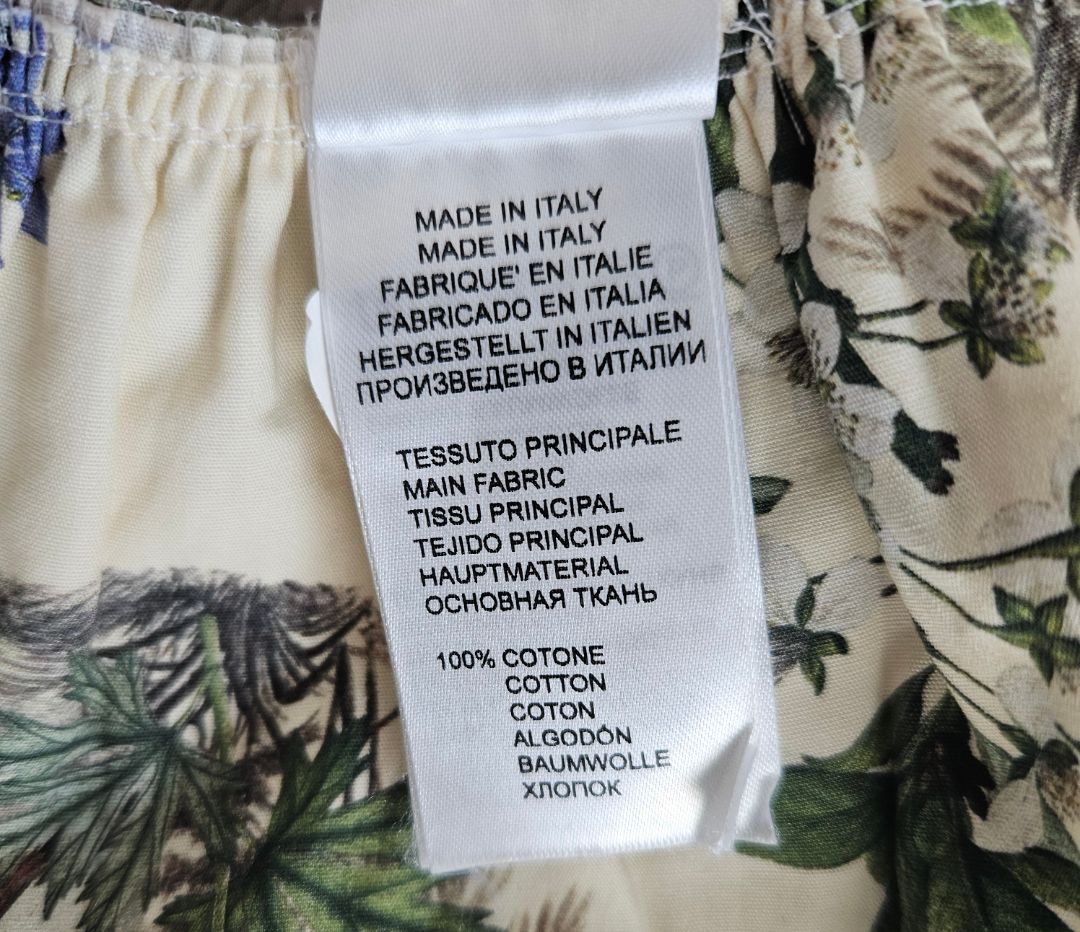 MADE IN ITALY
MADE IN ITALY
FABRIQUE' EN ITALIE
FABRICADO EN ITALIA
HERGESTELLT IN ITALIEN
ПРОИЗВЕДЕНО В ИТАЛИИ
TESSUTO PRINCIPALE
MAIN FABRIC
TISSU PRINCIPAL
TEJIDO PRINCIPAL
HAUPTMATERIAL
ОСНОВНАЯ ТКАНЬ
100% COTONE
COTTON
COTON
ALGODÓN
BAUMWOLLE
ХЛОПОК